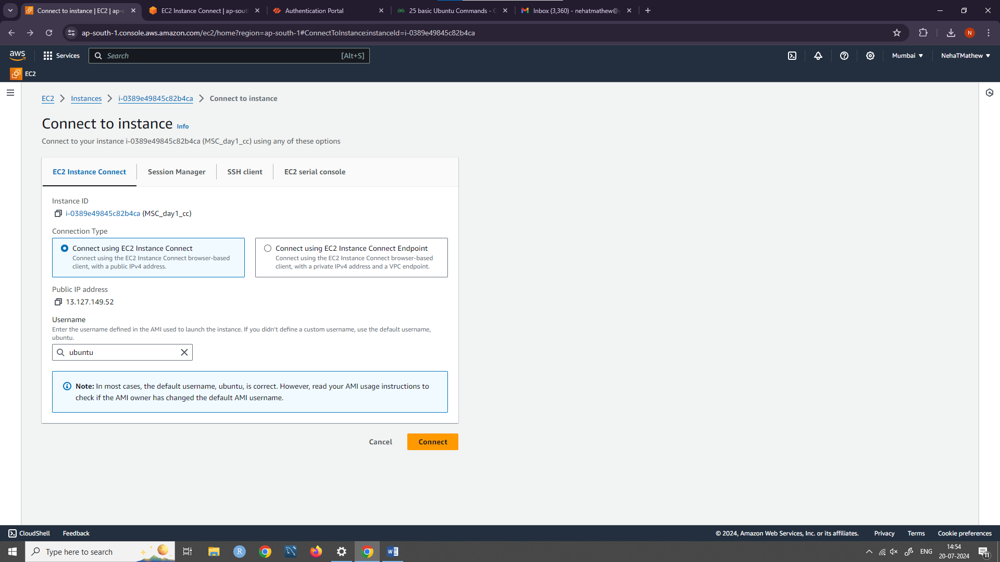 Connect to instance | EC2 | ap-s
EC2 Instance Connect | ap-sout
Authentication Portal
25 basic Ubuntu Commands - G
Inbox (3,360) - nehatmathew@
ap-south-1.console.aws.amazon.com/ec2/home?region=ap-south-1#ConnectToInstance:instanceId=i-0389e49845c82b4ca
N
aws
Services
Search
[Alt+S]
Mumbai
NehaTMathew
EC2
EC2 > Instances > i-0389e49845c82b4ca > Connect to instance
Connect to instance Info
Connect to your instance i-0389e49845c82b4ca (MSC_day1_cc) using any of these options
EC2 Instance Connect
Session Manager
SSH client
EC2 serial console
Instance ID
i-0389e49845c82b4ca (MSC_day1_cc)
Connection Type
Connect using EC2 Instance Connect
Connect using the EC2 Instance Connect browser-based
client, with a public IPv4 address.
Connect using EC2 Instance Connect Endpoint
Connect using the EC2 Instance Connect browser-based
client, with a private IPv4 address and a VPC endpoint.
Public IP address
13.127.149.52
Username
Enter the username defined in the AMI used to launch the instance. If you didn't define a custom username, use the default username,
ubuntu.
ubuntu
Note: In most cases, the default username, ubuntu, is correct. However, read your AMI usage instructions to
check if the AMI owner has changed the default AMI username.
Cancel
Connect
CloudShell
Feedback
© 2024, Amazon Web Services, Inc. or its affiliates.
Privacy
Terms
Cookie preferences
Type here to search
R
W
ENG
14:54
20-07-2024
11